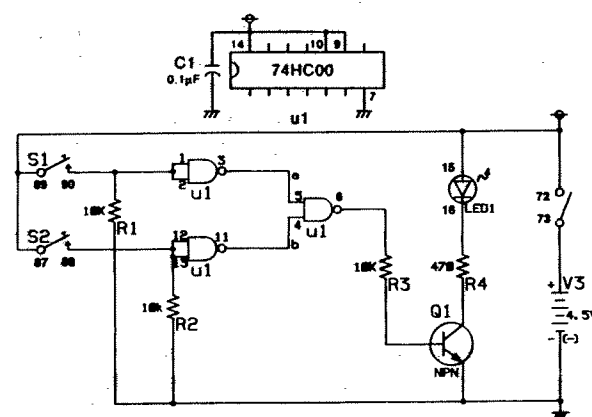 14 10 9
C1
0.1μF
74HC00
7
u1
S1
89 90
1
2
3
u1
a
5
4
6
u1
15
16
LED1
72
73
10K
R1
S2
87 88
12
13
11
u1
b
10K
R3
470
R4
V3
+
4.5V
- (-)
10k
R2
Q1
NPN